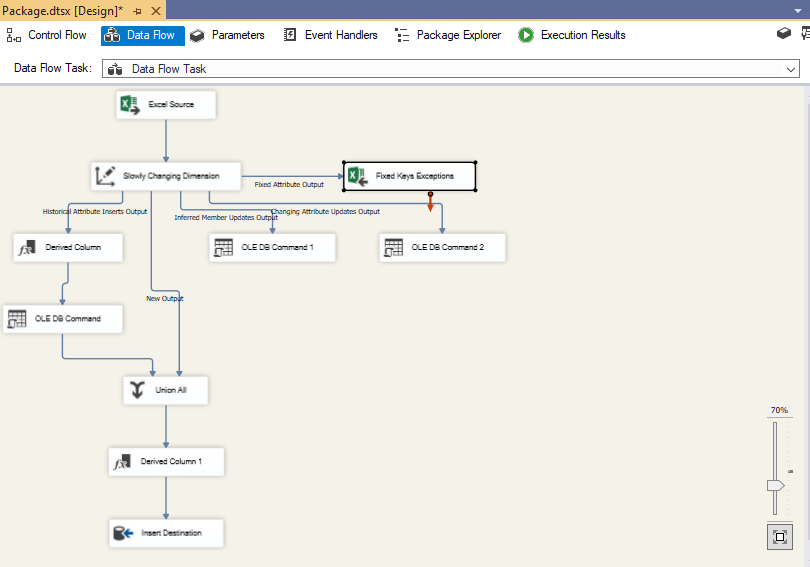 Package.dtsx [Design]*
Control Flow
Data Flow
Parameters
Event Handlers
Package Explorer
Execution Results
Data Flow Task:
Data Flow Task
Excel Source
Slowly Changing Dimension
Fixed Attribute Output
Fixed Keys Exceptions
Historical Attribute Inserts Output
Inferred Member Updates Output
Changing Attribute Updates Output
Derived Column
OLE DB Command 1
OLE DB Command 2
New Output
OLE DB Command
Union All
70%
Derived Column 1
Insert Destination